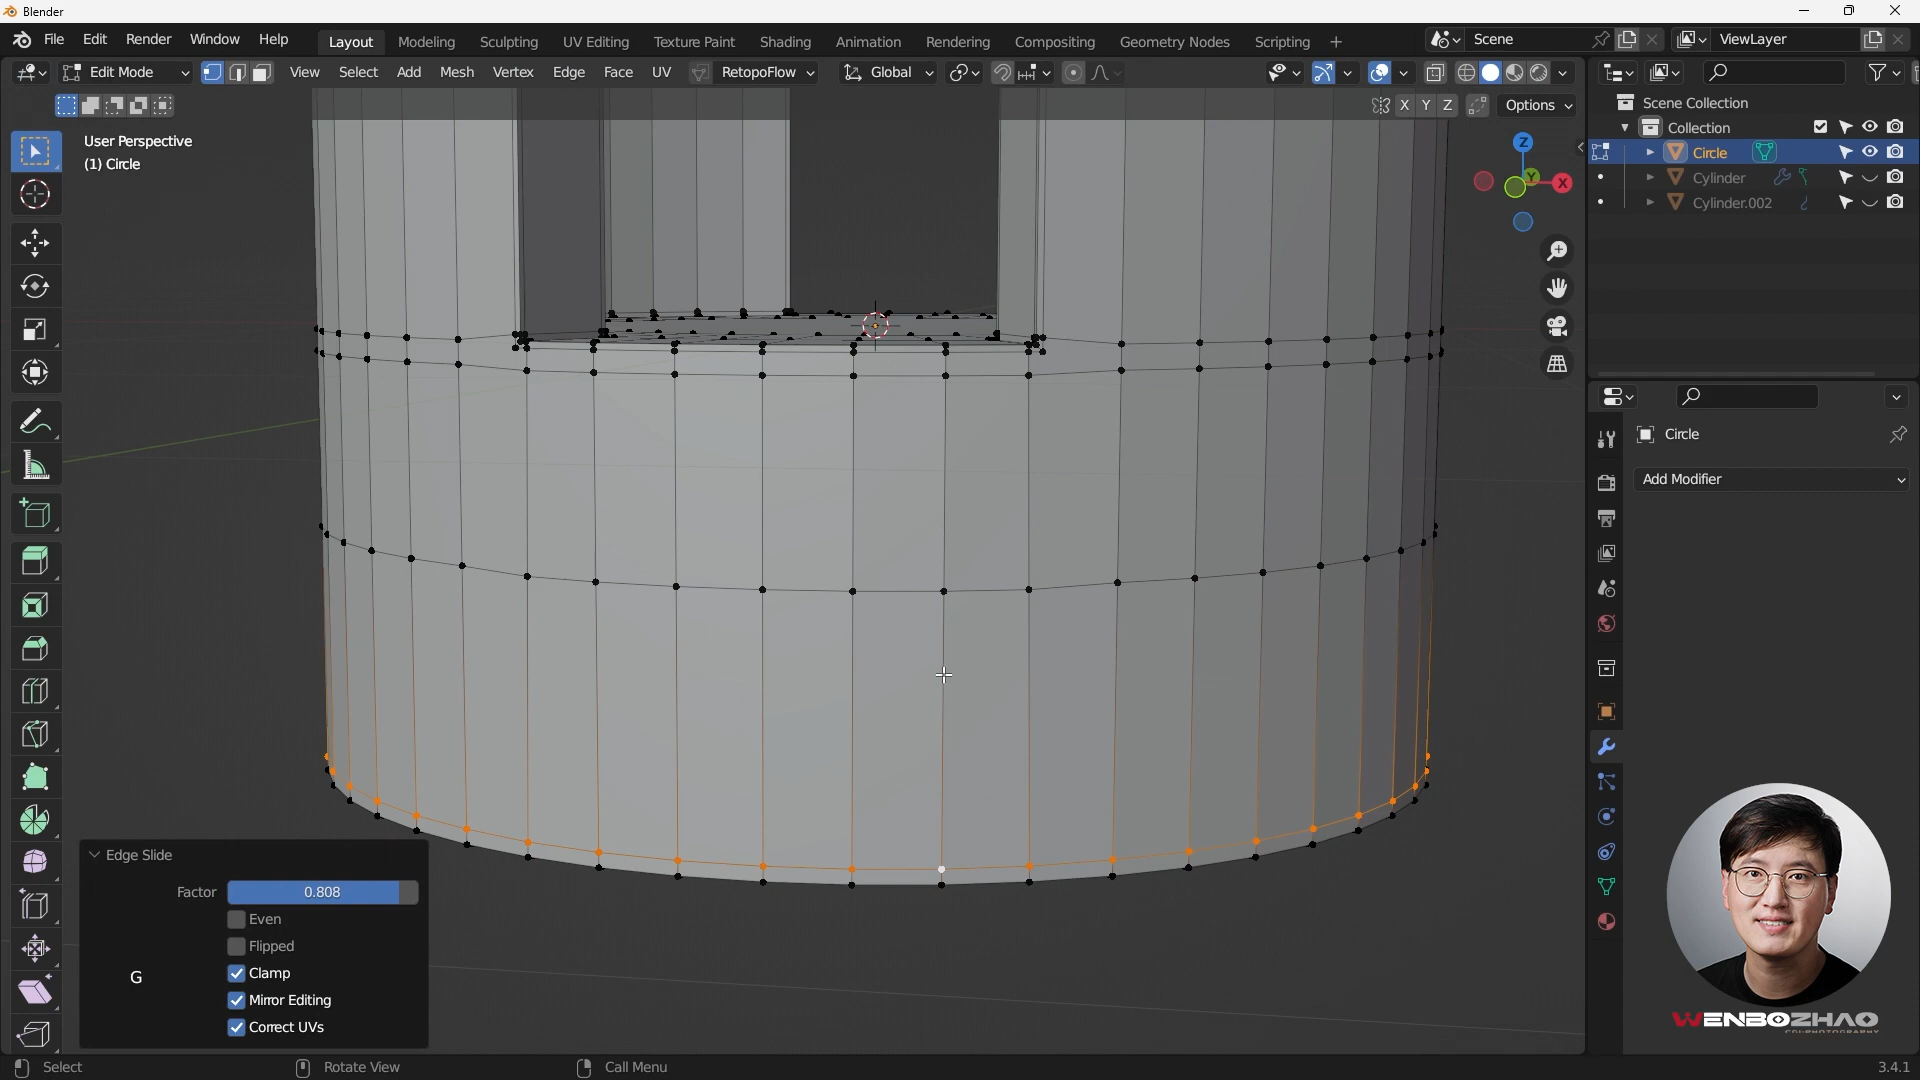 Blender
File Edit Render Window Help Layout Modeling Sculpting UV Editing Texture Paint Shading Animation Rendering Compositing Geometry Nodes Scripting + Scene ViewLayer
Edit Mode View Select Add Mesh Vertex Edge Face UV RetopoFlow Global
X Y Z Options
User Perspective
(1) Circle
Z
Y
X
Scene Collection
Collection
Circle
Cylinder
Cylinder.002
Circle
Add Modifier
Edge Slide
Factor 0.808
Even
Flipped
Clamp
G
Mirror Editing
Correct UVs
WENBOZHAO
Select Rotate View Call Menu 3.4.1